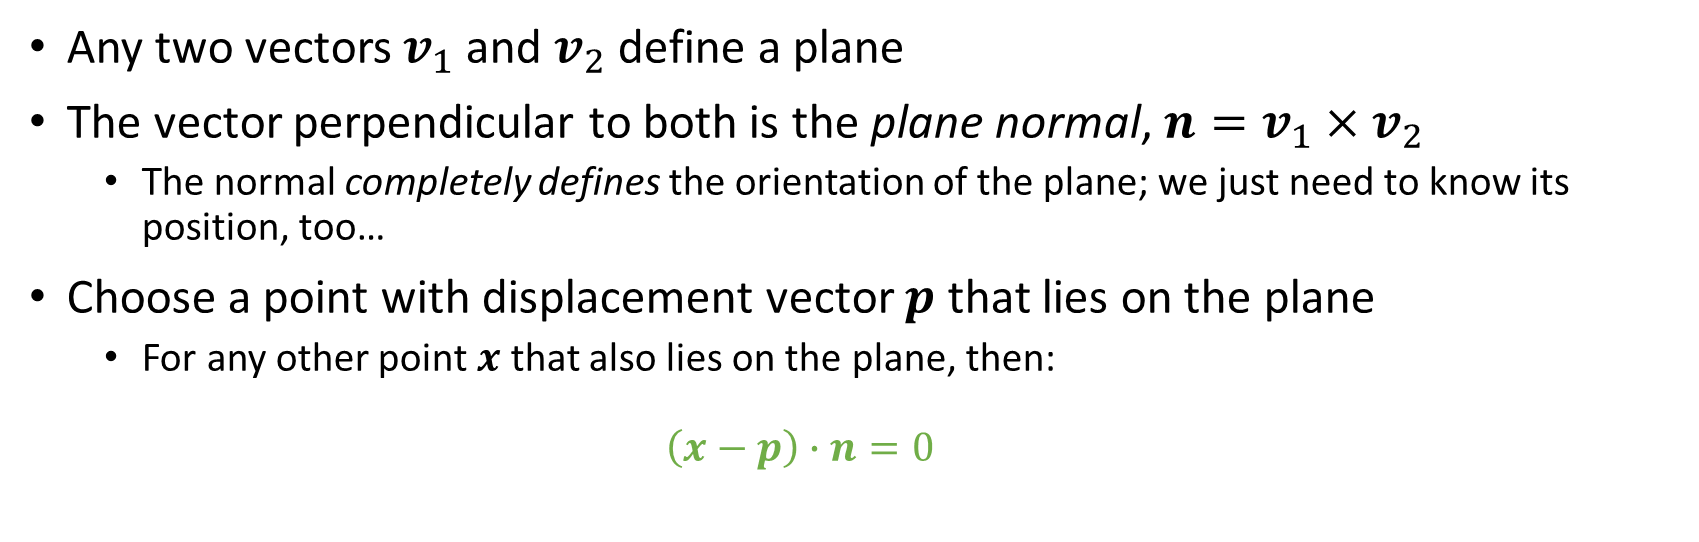 • Any two vectors 𝒗₁ and 𝒗₂ define a plane
• The vector perpendicular to both is the plane normal, 𝒏 = 𝒗₁ × 𝒗₂
• The normal completely defines the orientation of the plane; we just need to know its
position, too…
• Choose a point with displacement vector 𝒑 that lies on the plane
• For any other point 𝒙 that also lies on the plane, then:
(𝒙 − 𝒑) · 𝒏 = 0